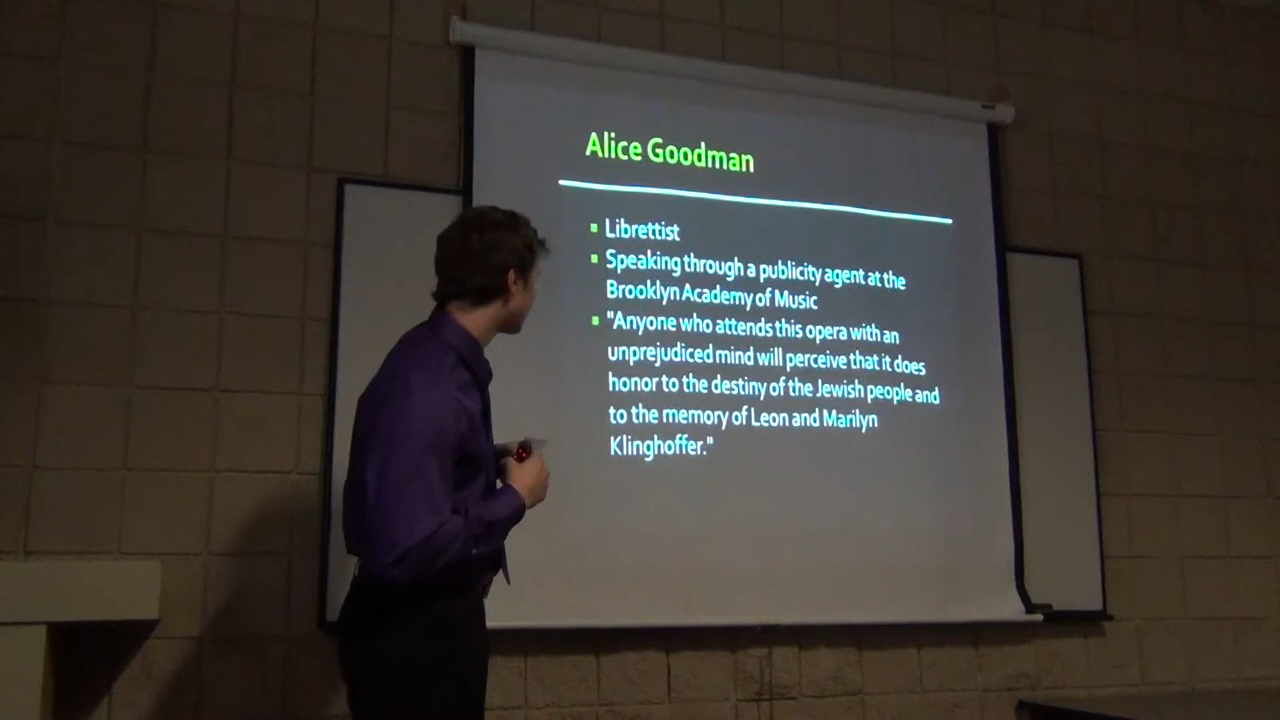 Alice Goodman
Librettist
Speaking through a publicity agent at the
Brooklyn Academy of Music
"Anyone who attends this opera with an
unprejudiced mind will perceive that it does
honor to the destiny of the Jewish people and
to the memory of Leon and Marilyn
Klinghoffer."